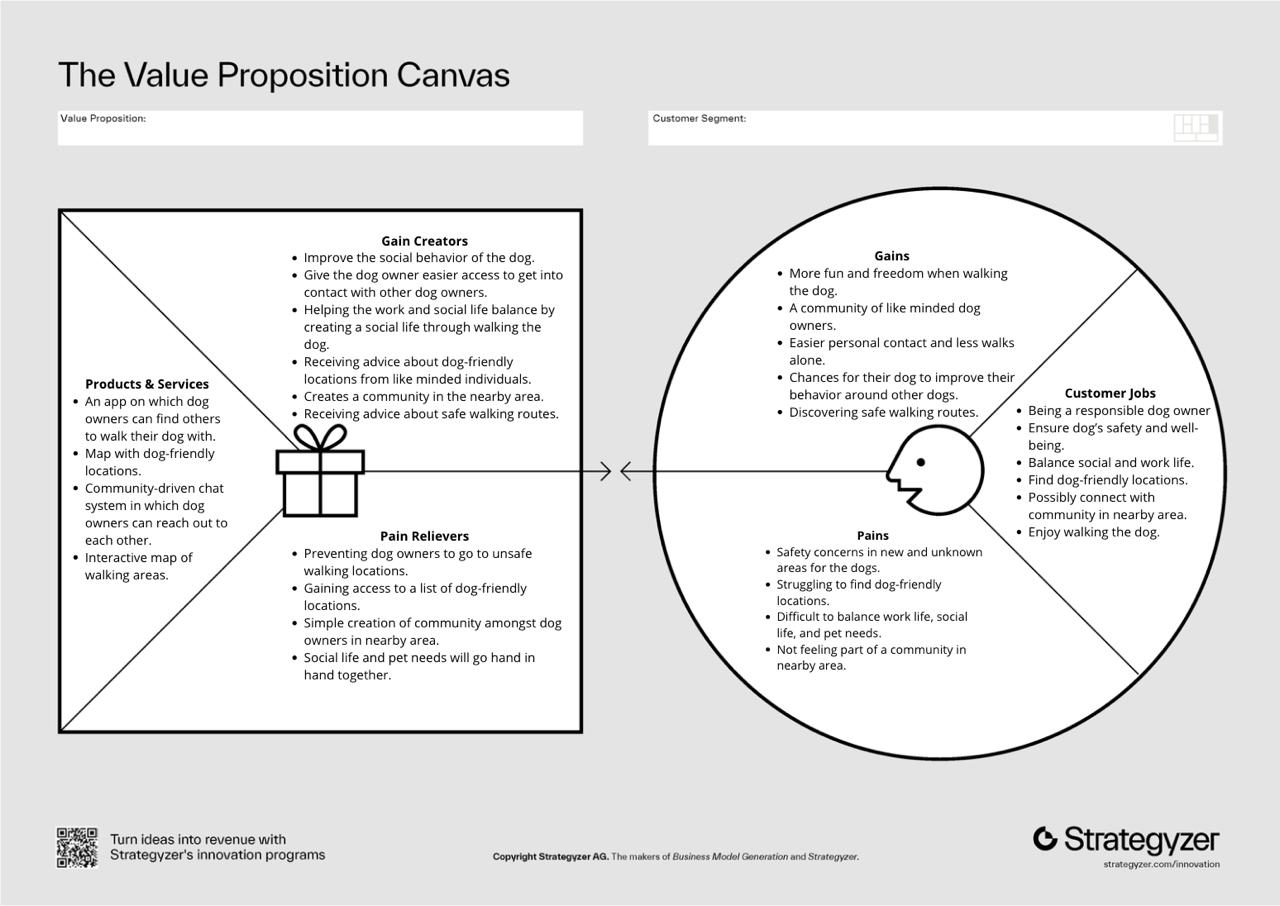 The Value Proposition Canvas
Value Proposition:
Customer Segment:
Gain Creators
• Improve the social behavior of the dog.
• Give the dog owner easier access to get into
contact with other dog owners.
• Helping the work and social life balance by
creating a social life through walking the
dog.
• Receiving advice about dog-friendly
locations from like minded individuals.
• Creates a community in the nearby area.
• Receiving advice about safe walking routes.
Products & Services
• An app on which dog
owners can find others
to walk their dog with.
• Map with dog-friendly
locations.
• Community-driven chat
system in which dog
owners can reach out to
each other.
• Interactive map of
walking areas.
Pain Relievers
• Preventing dog owners to go to unsafe
walking locations.
• Gaining access to a list of dog-friendly
locations.
• Simple creation of community amongst dog
owners in nearby area.
• Social life and pet needs will go hand in
hand together.
Gains
• More fun and freedom when walking
the dog.
• A community of like minded dog
owners.
• Easier personal contact and less walks
alone.
• Chances for their dog to improve their
behavior around other dogs.
• Discovering safe walking routes.
Customer Jobs
• Being a responsible dog owner
• Ensure dog’s safety and well-
being.
• Balance social and work life.
• Find dog-friendly locations.
• Possibly connect with
community in nearby area.
• Enjoy walking the dog.
Pains
• Safety concerns in new and unknown
areas for the dogs.
• Struggling to find dog-friendly
locations.
• Difficult to balance work life, social
life, and pet needs.
• Not feeling part of a community in
nearby area.
Turn ideas into revenue with
Strategyzer's innovation programs
Copyright Strategyzer AG. The makers of Business Model Generation and Strategyzer.
Strategyzer
strategyzer.com/innovation